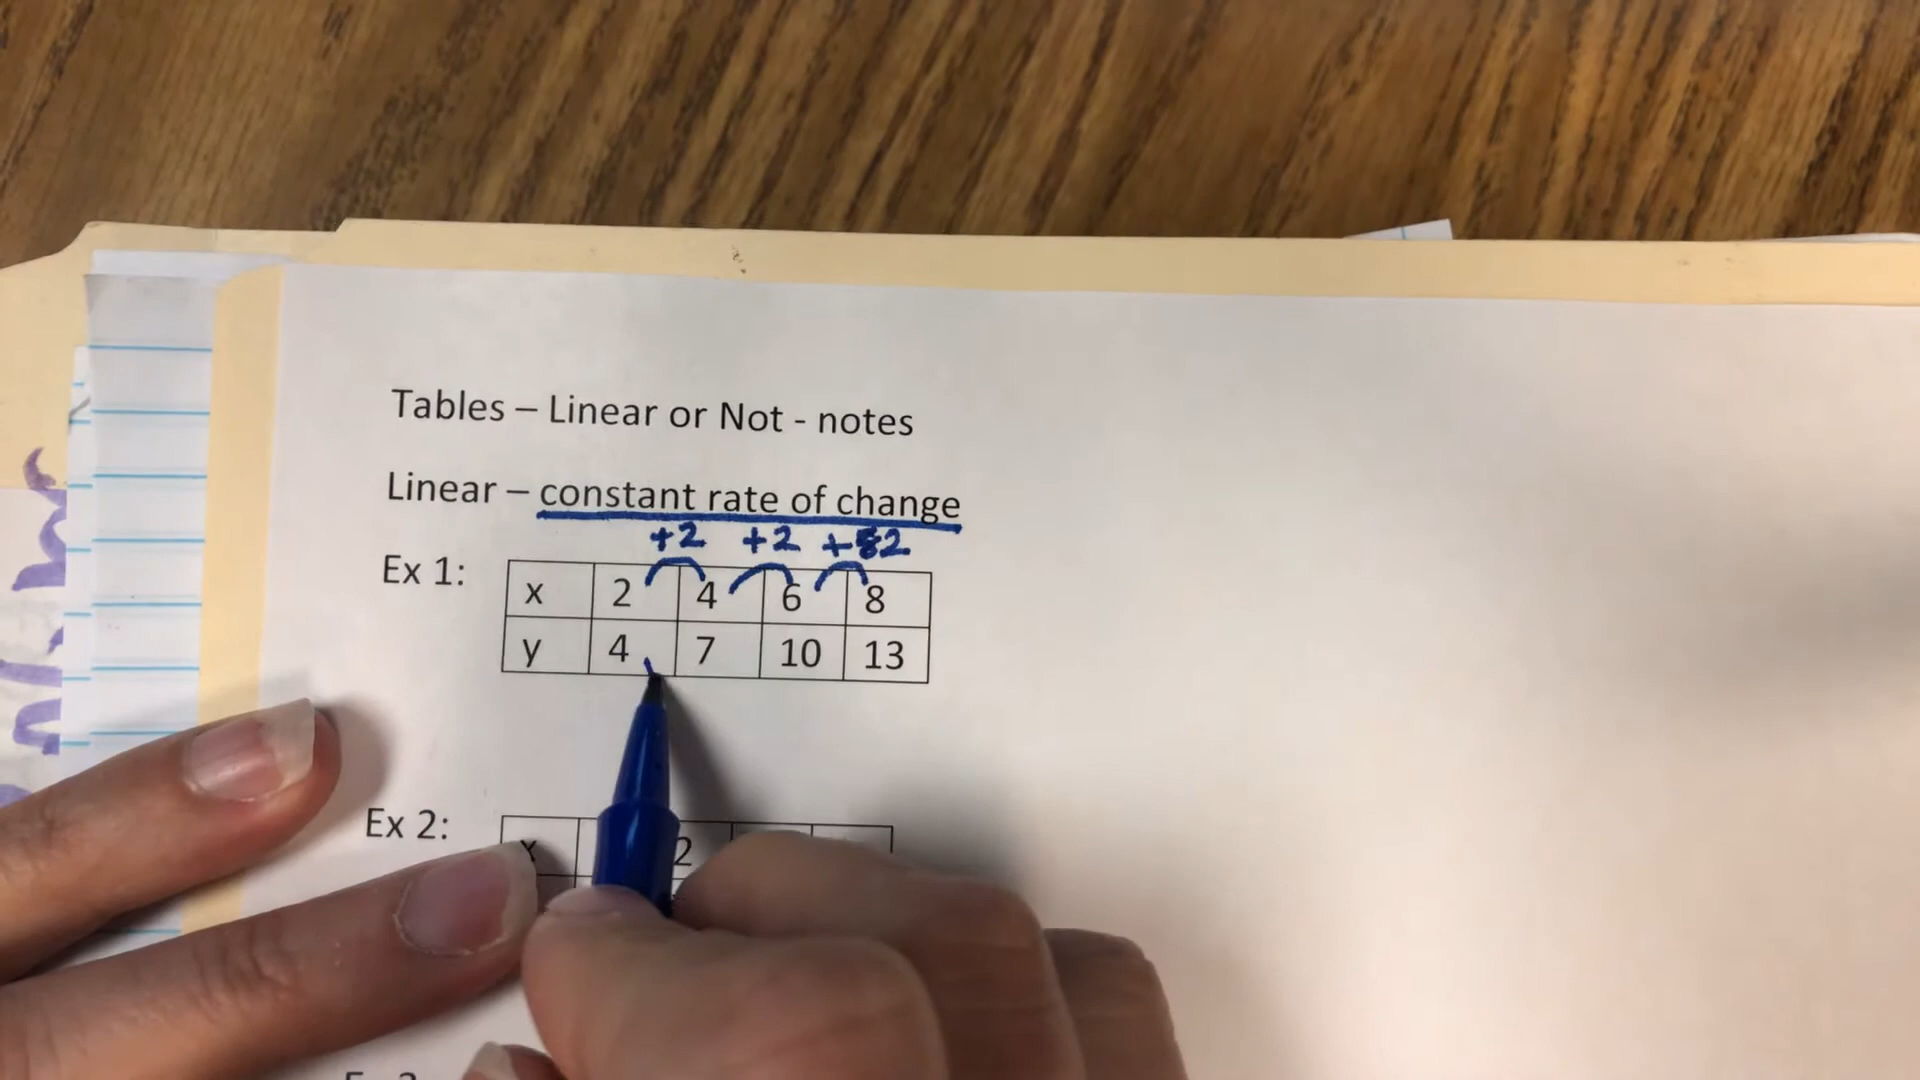 Tables – Linear or Not - notes
Linear – constant rate of change
+2 +2 +2
Ex 1:
x 2 4 6 8
y 4 7 10 13
Ex 2:
x 2